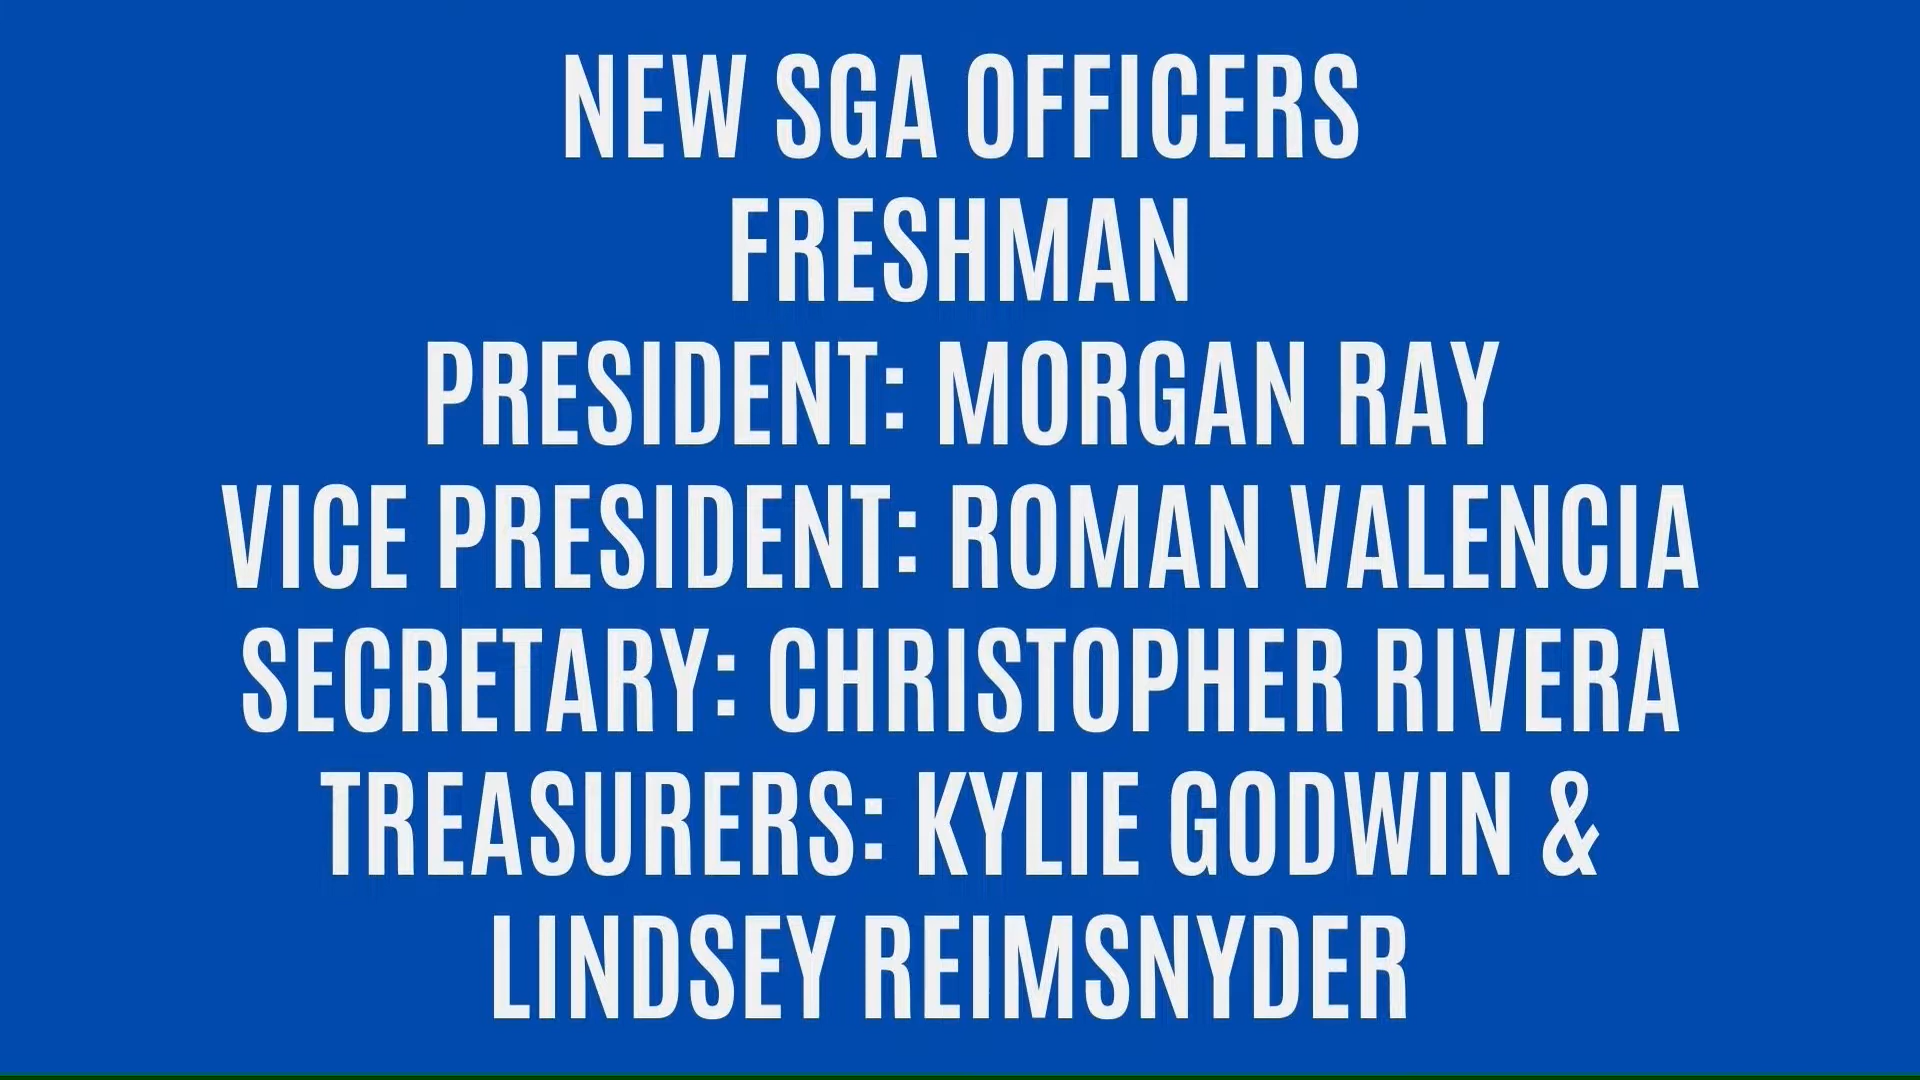 NEW SGA OFFICERS
FRESHMAN
PRESIDENT: MORGAN RAY
VICE PRESIDENT: ROMAN VALENCIA
SECRETARY: CHRISTOPHER RIVERA
TREASURERS: KYLIE GODWIN &
LINDSEY REIMSNYDER